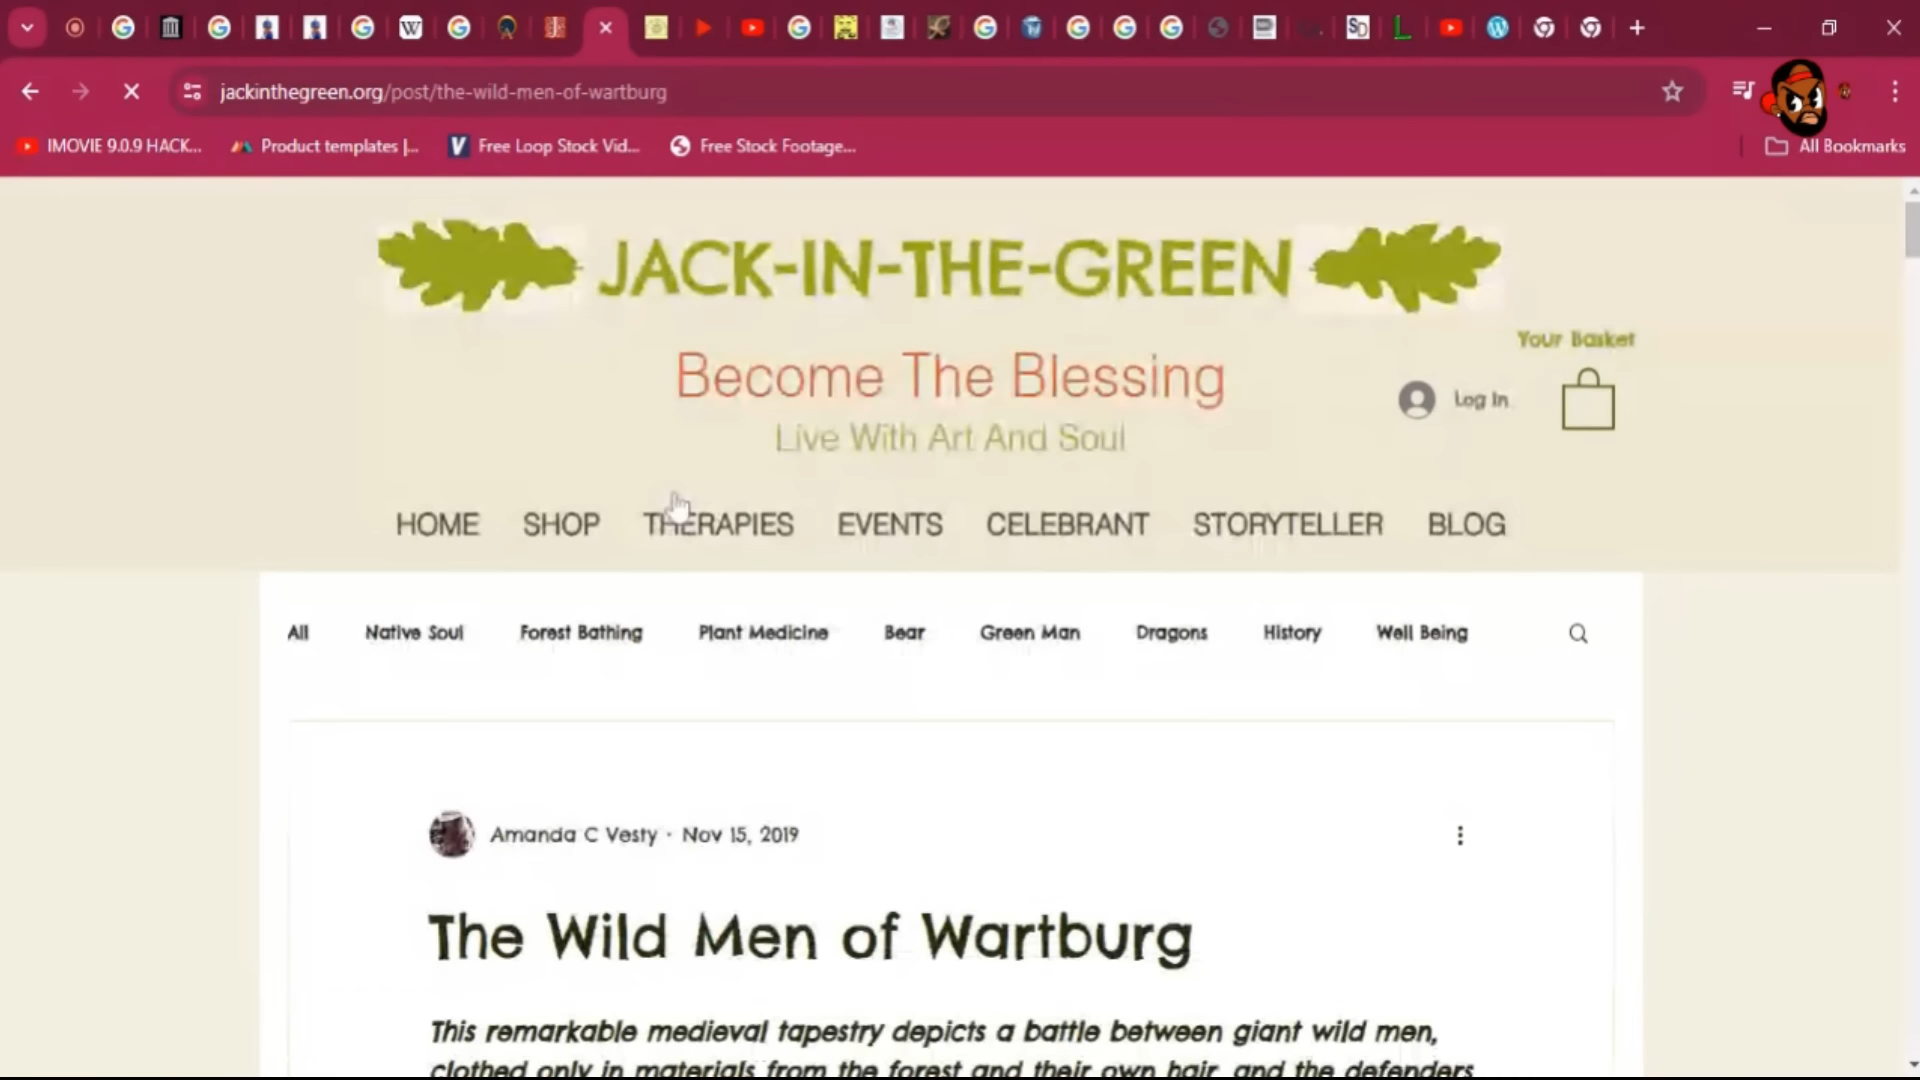 jackinthegreen.org/post/the-wild-men-of-wartburg
IMOVIE 9.0.9 HACK...
Product templates |...
Free Loop Stock Vid...
Free Stock Footage...
All Bookmarks
JACK-IN-THE-GREEN
Become The Blessing
Live With Art And Soul
Your Basket
Log In
HOME SHOP THERAPIES EVENTS CELEBRANT STORYTELLER BLOG
All Native Soul Forest Bathing Plant Medicine Bear Green Man Dragons History Well Being
Amanda C Vesty · Nov 15, 2019
The Wild Men of Wartburg
This remarkable medieval tapestry depicts a battle between giant wild men,
clothed only in materials from the forest and their own hair, and the defenders